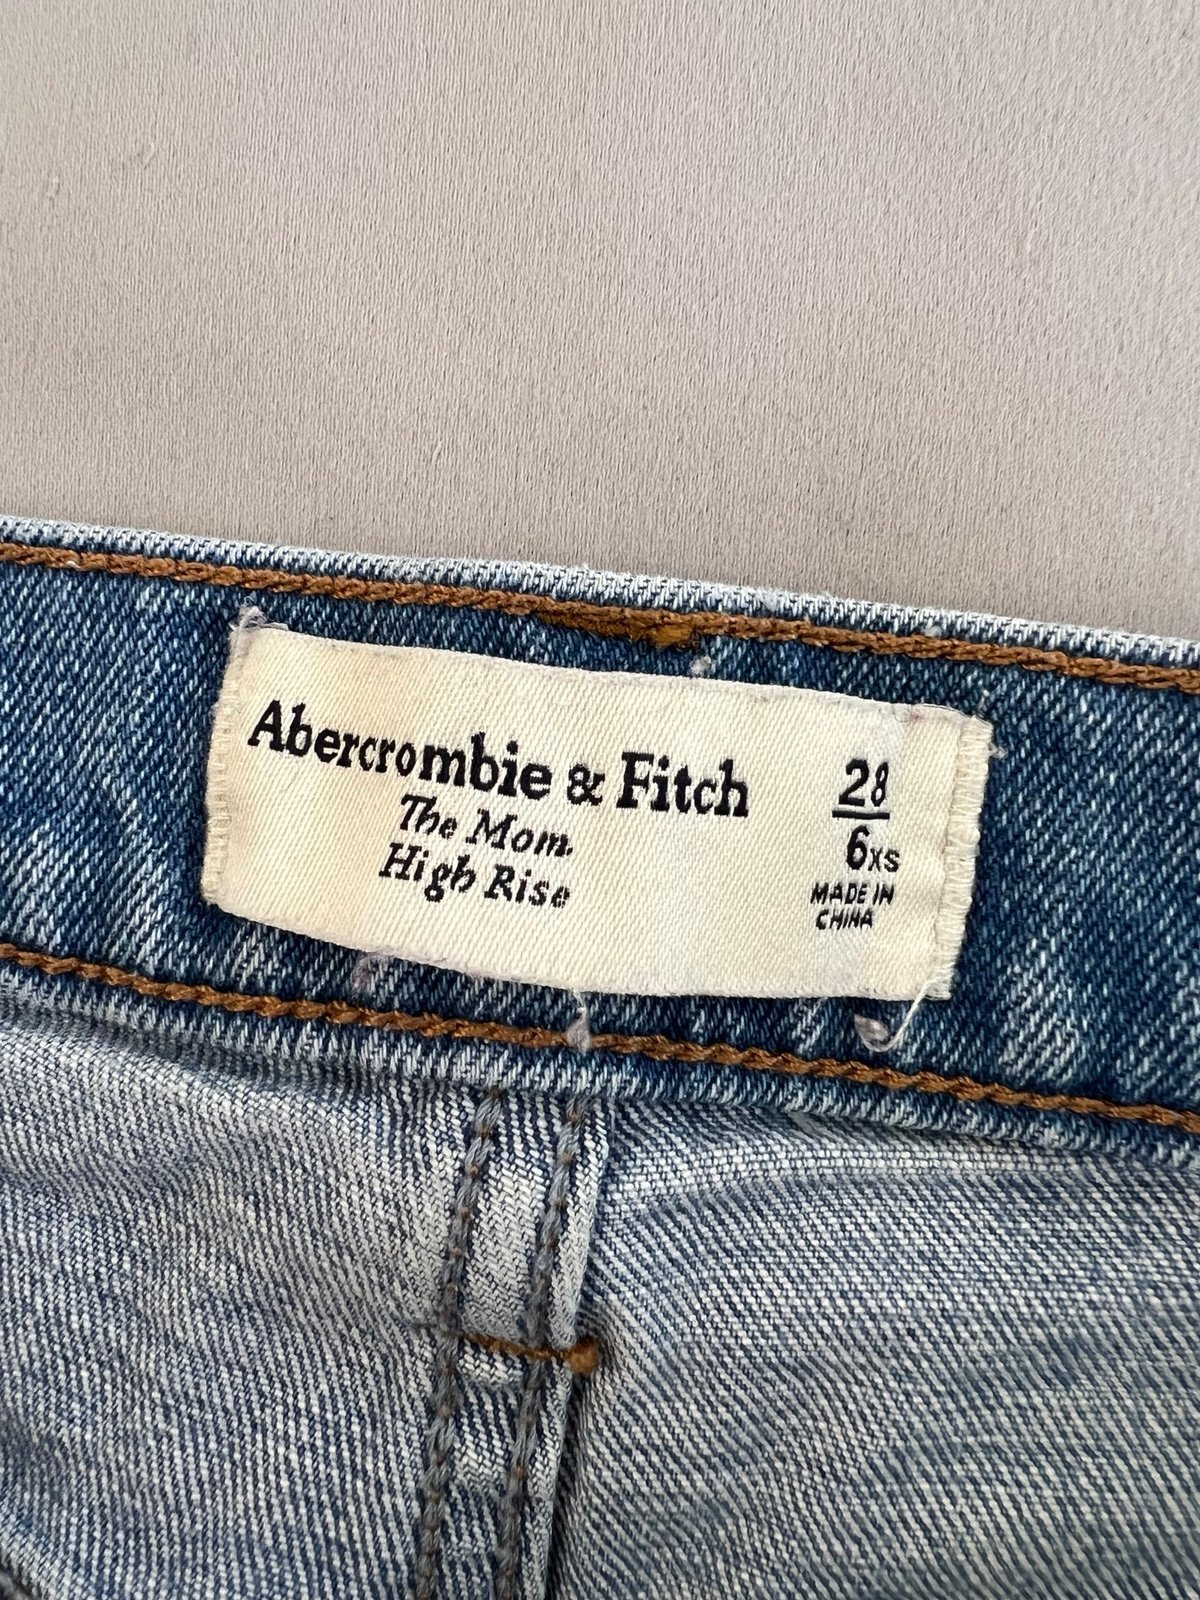 Abercrombie & Fitch
The Mom.
High Rise
28
6XS
MADE IN
CHINA